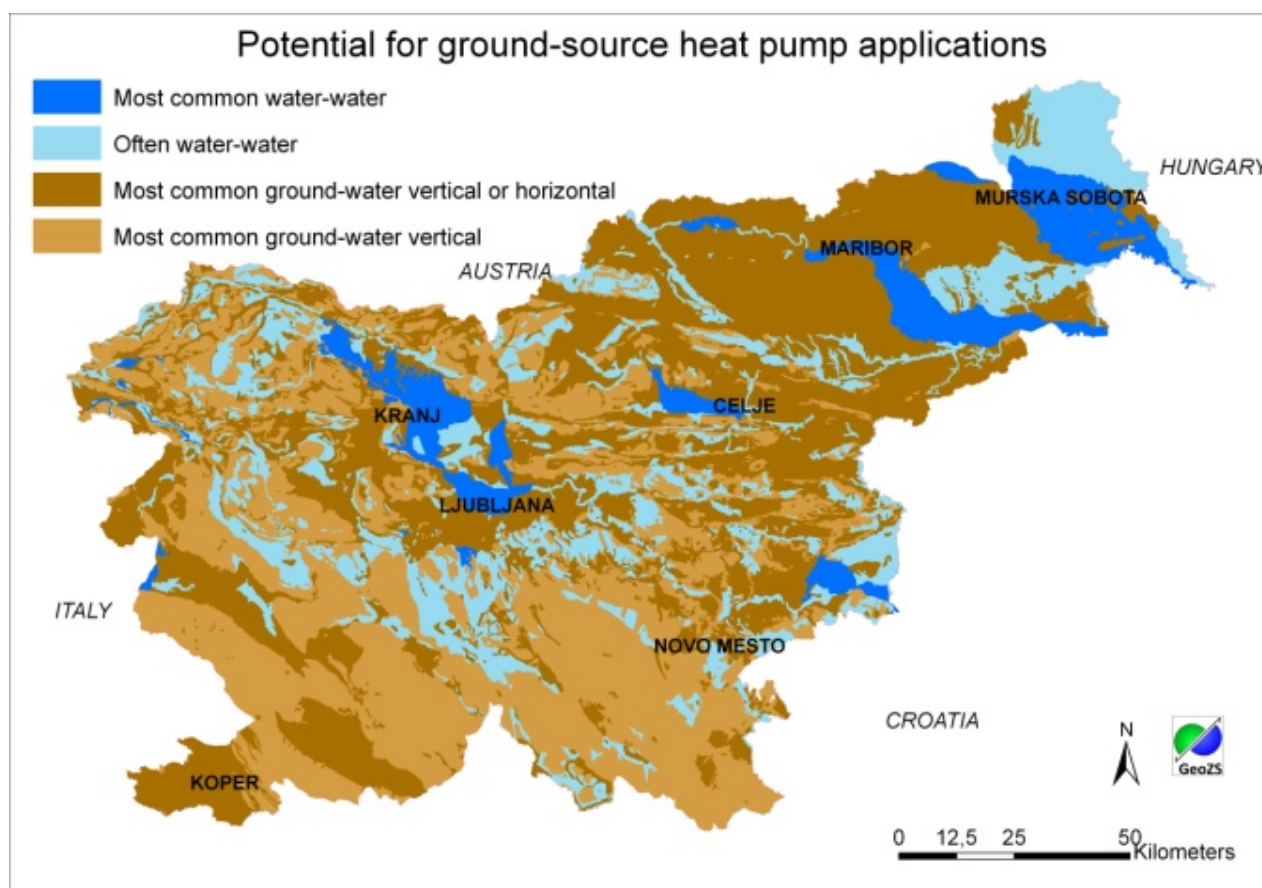 Potential for ground-source heat pump applications
Most common water-water
Often water-water
Most common ground-water vertical or horizontal
Most common ground-water vertical
HUNGARY
MURSKA SOBOTA
MARIBOR
AUSTRIA
KRANJ
CELJE
LJUBLJANA
ITALY
NOVO MESTO
CROATIA
N
GeoZS
KOPER
0 12,5 25 50
Kilometers